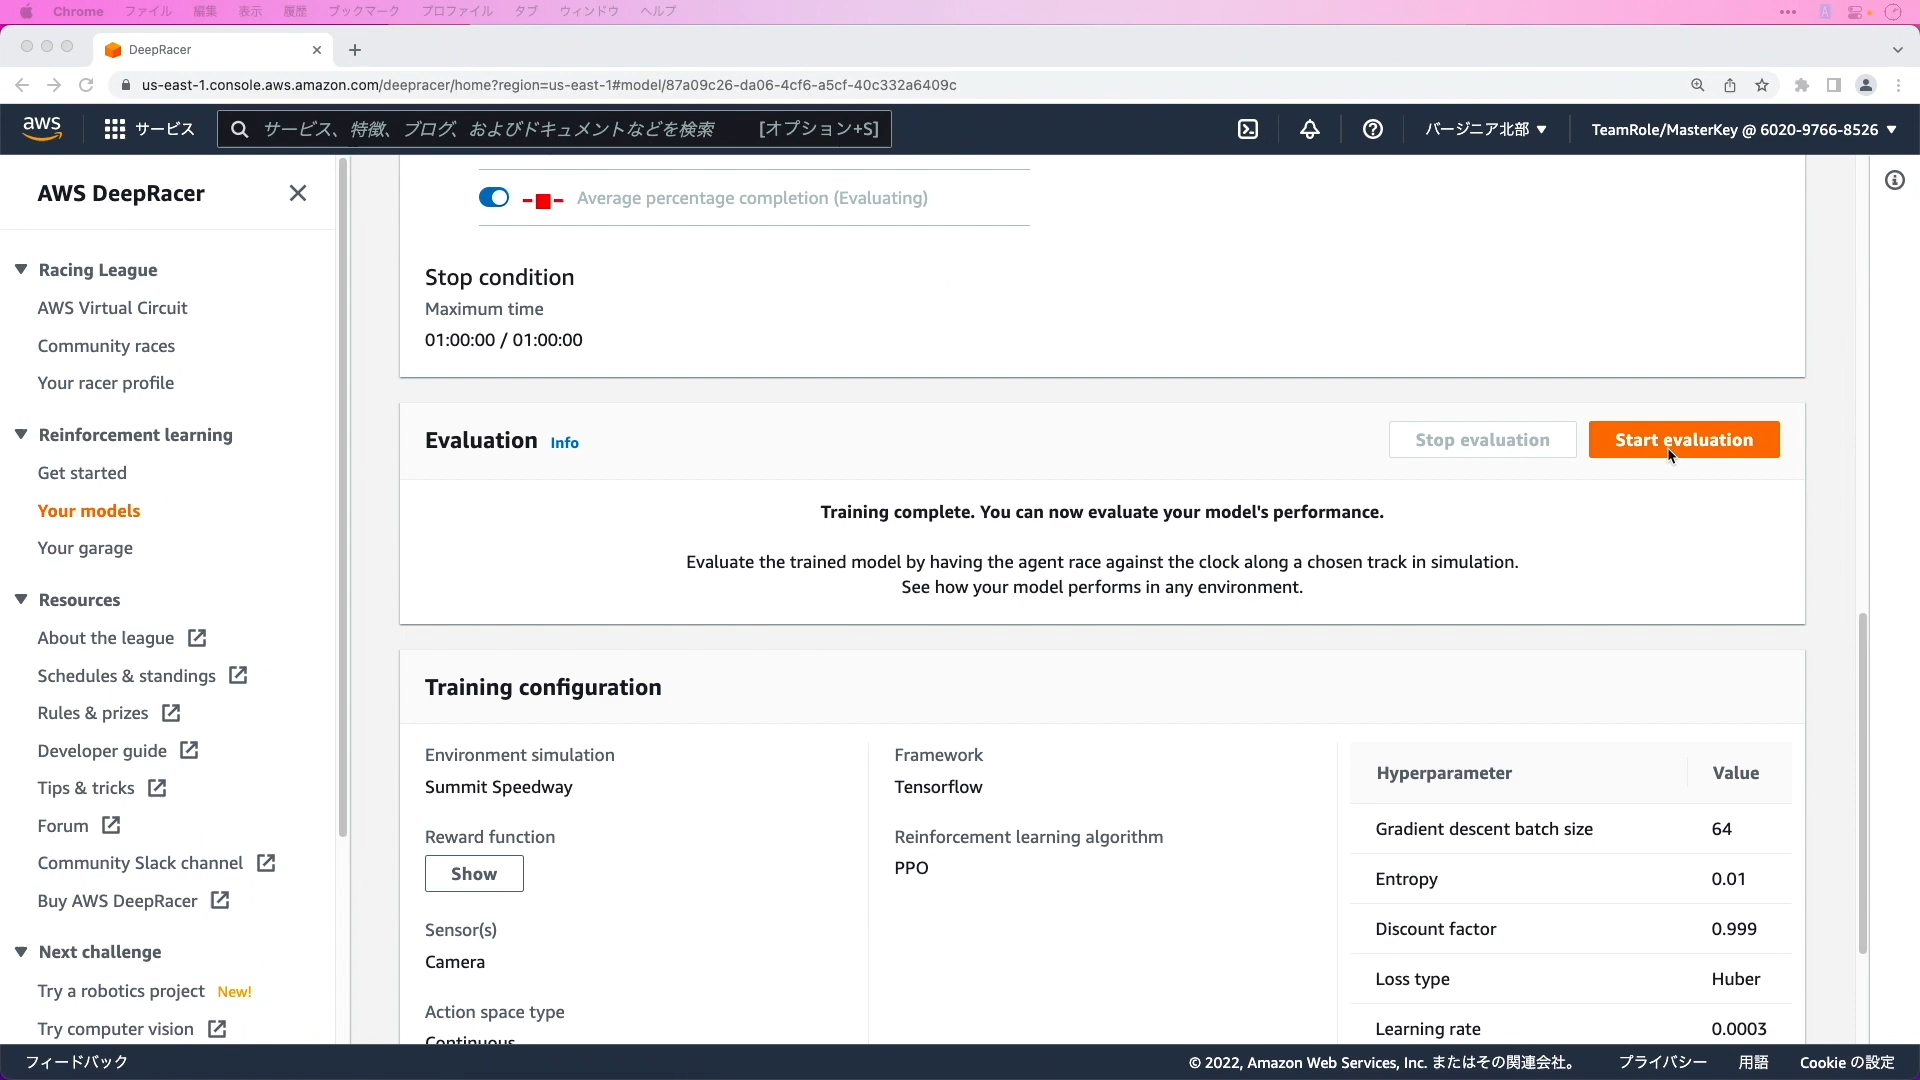 Chrome ファイル 編集 表示 履歴 ブックマーク プロファイル タブ ウィンドウ ヘルプ
DeepRacer
us-east-1.console.aws.amazon.com/deepracer/home?region=us-east-1#model/87a09c26-da06-4cf6-a5cf-40c332a6409c
aws サービス サービス、特徴、ブログ、およびドキュメントなどを検索 [オプション+S] バージニア北部 TeamRole/MasterKey @ 6020-9766-8526
AWS DeepRacer
Racing League
AWS Virtual Circuit
Community races
Your racer profile
Reinforcement learning
Get started
Your models
Your garage
Resources
About the league
Schedules & standings
Rules & prizes
Developer guide
Tips & tricks
Forum
Community Slack channel
Buy AWS DeepRacer
Next challenge
Try a robotics project New!
Try computer vision
Average percentage completion (Evaluating)
Stop condition
Maximum time
01:00:00 / 01:00:00
Evaluation Info
Stop evaluation
Start evaluation
Training complete. You can now evaluate your model's performance.
Evaluate the trained model by having the agent race against the clock along a chosen track in simulation.
See how your model performs in any environment.
Training configuration
Environment simulation
Summit Speedway
Reward function
Show
Sensor(s)
Camera
Action space type
Continuous
Framework
Tensorflow
Reinforcement learning algorithm
PPO
Hyperparameter Value
Gradient descent batch size 64
Entropy 0.01
Discount factor 0.999
Loss type Huber
Learning rate 0.0003
フィードバック © 2022, Amazon Web Services, Inc. またはその関連会社。 プライバシー 用語 Cookie の設定